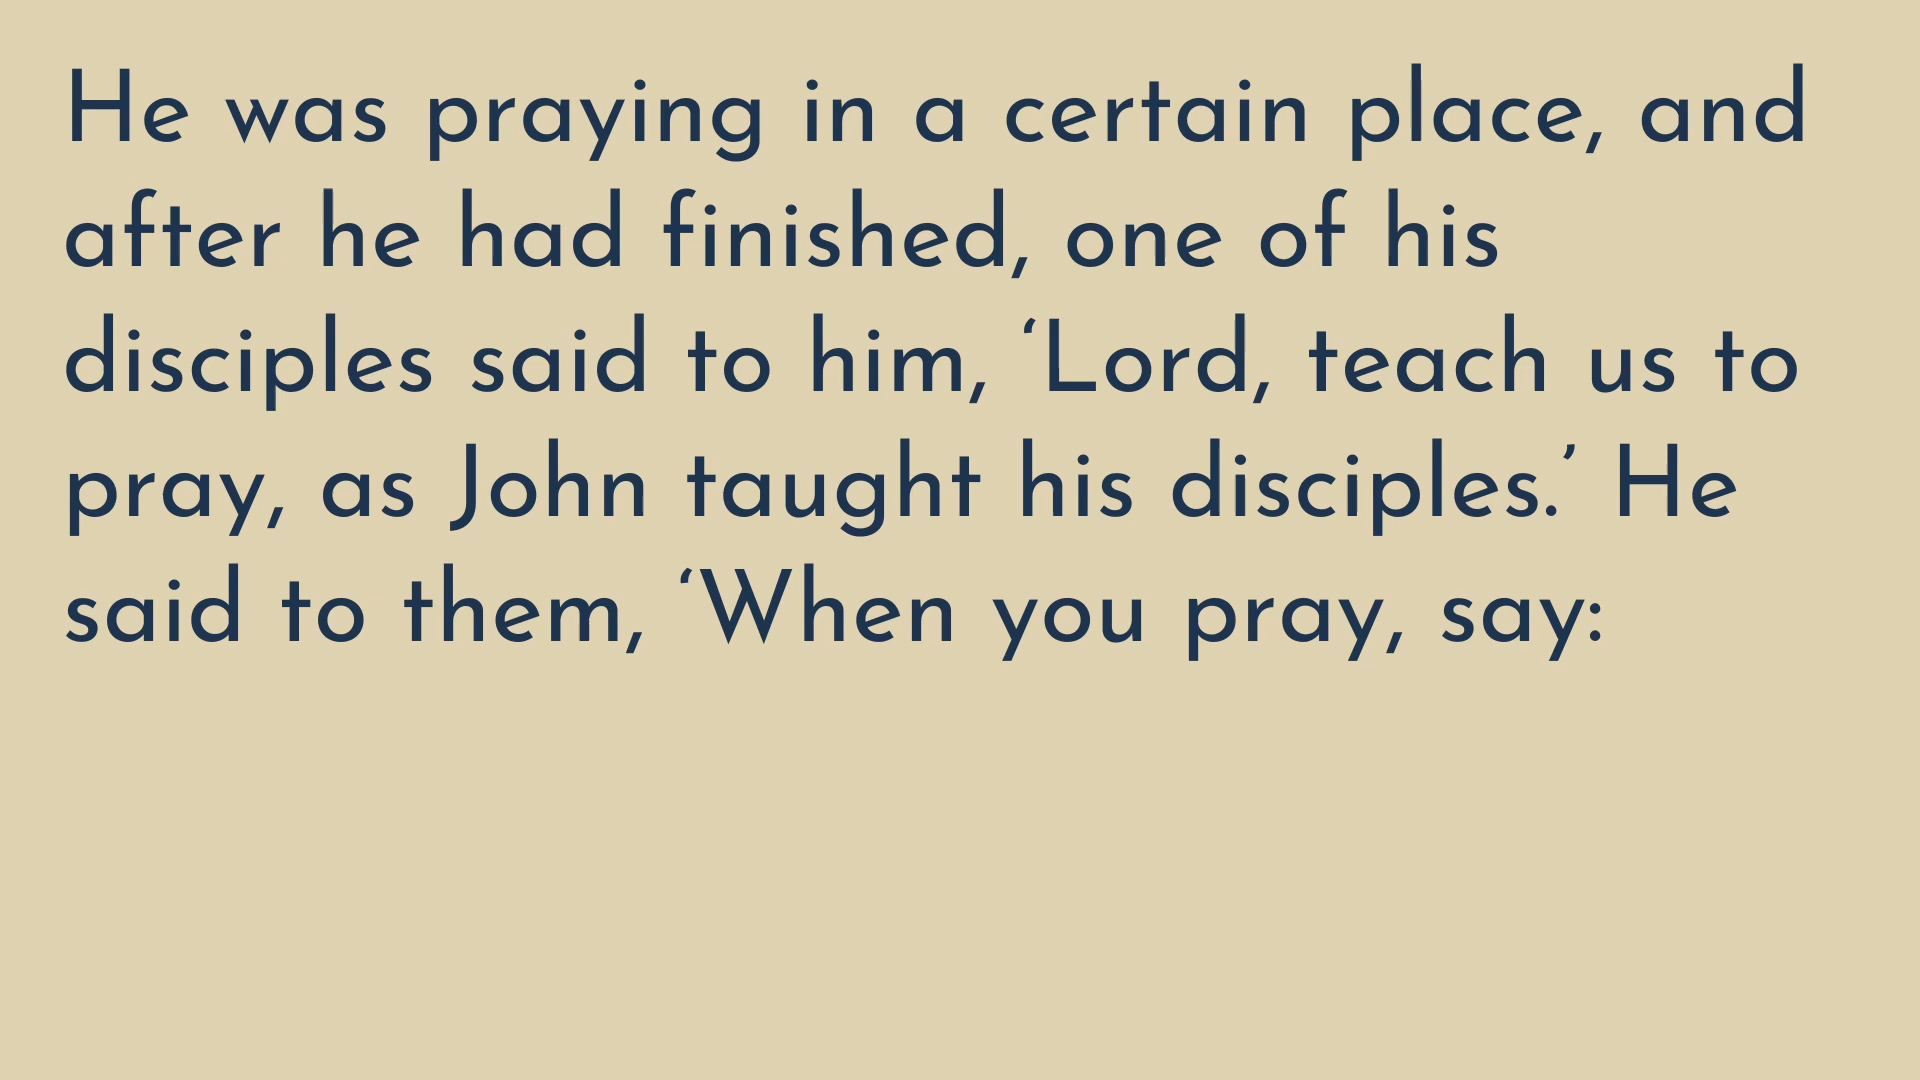 He was praying in a certain place, and
after he had finished, one of his
disciples said to him, ‘Lord, teach us to
pray, as John taught his disciples.’ He
said to them, ‘When you pray, say: